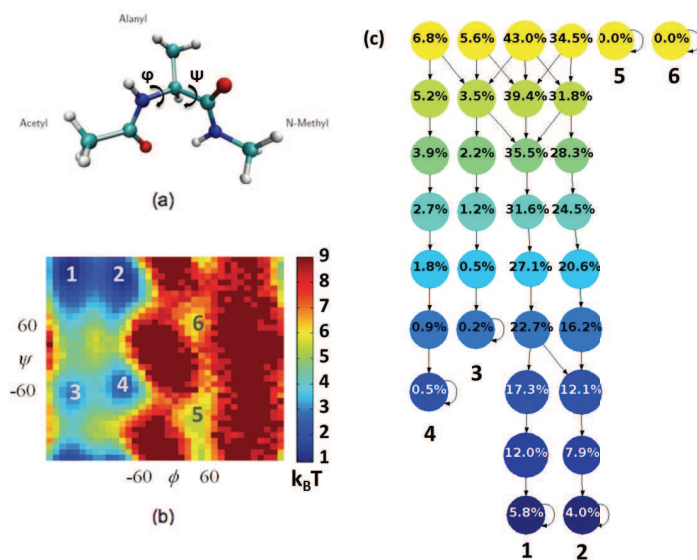 Alanyl
φ
Ψ
Acetyl
N-Methyl
(a)
1 2
6
3 4
5
60
ψ
-60
-60 ϕ 60
9
8
7
6
5
4
3
2
1
k_BT
(b)
(c)
6.8% 5.6% 43.0% 34.5% 0.0% 0.0%
5 6
5.2% 3.5% 39.4% 31.8%
3.9% 2.2% 35.5% 28.3%
2.7% 1.2% 31.6% 24.5%
1.8% 0.5% 27.1% 20.6%
0.9% 0.2% 22.7% 16.2%
3
0.5% 17.3% 12.1%
4
12.0% 7.9%
5.8% 4.0%
1 2